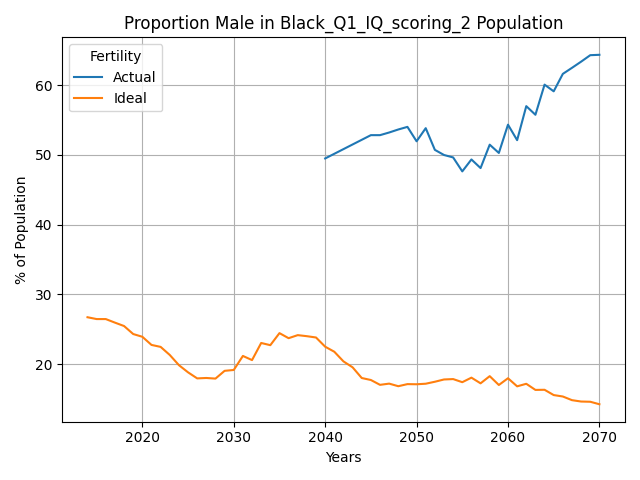 Proportion Male in Black_Q1_IQ_scoring_2 Population
Fertility
Actual
Ideal
% of Population
60
50
40
30
20
2020
2030
2040
2050
2060
2070
Years